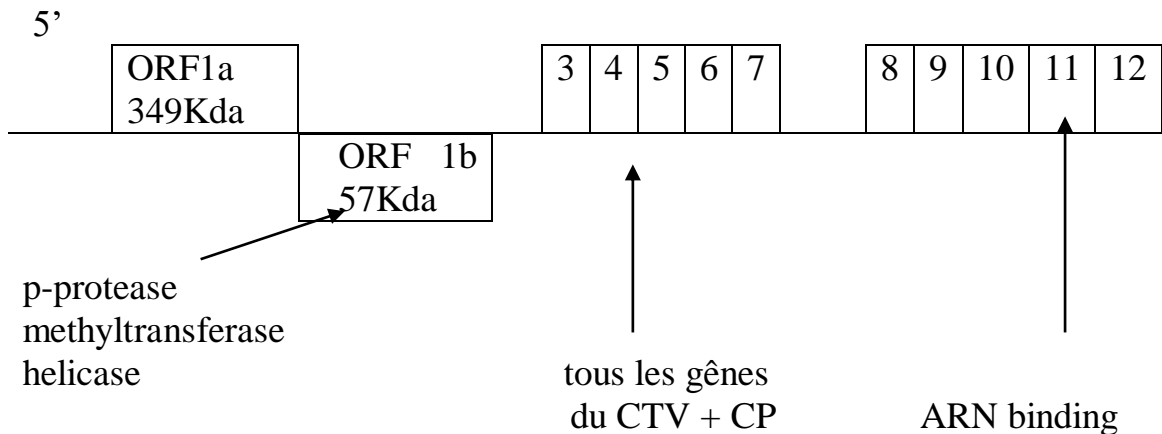 5’
ORF1a
349Kda
3 4 5 6 7
8 9 10 11 12
ORF 1b
57Kda
p-protease
methyltransferase
helicase
tous les gênes
du CTV + CP
ARN binding